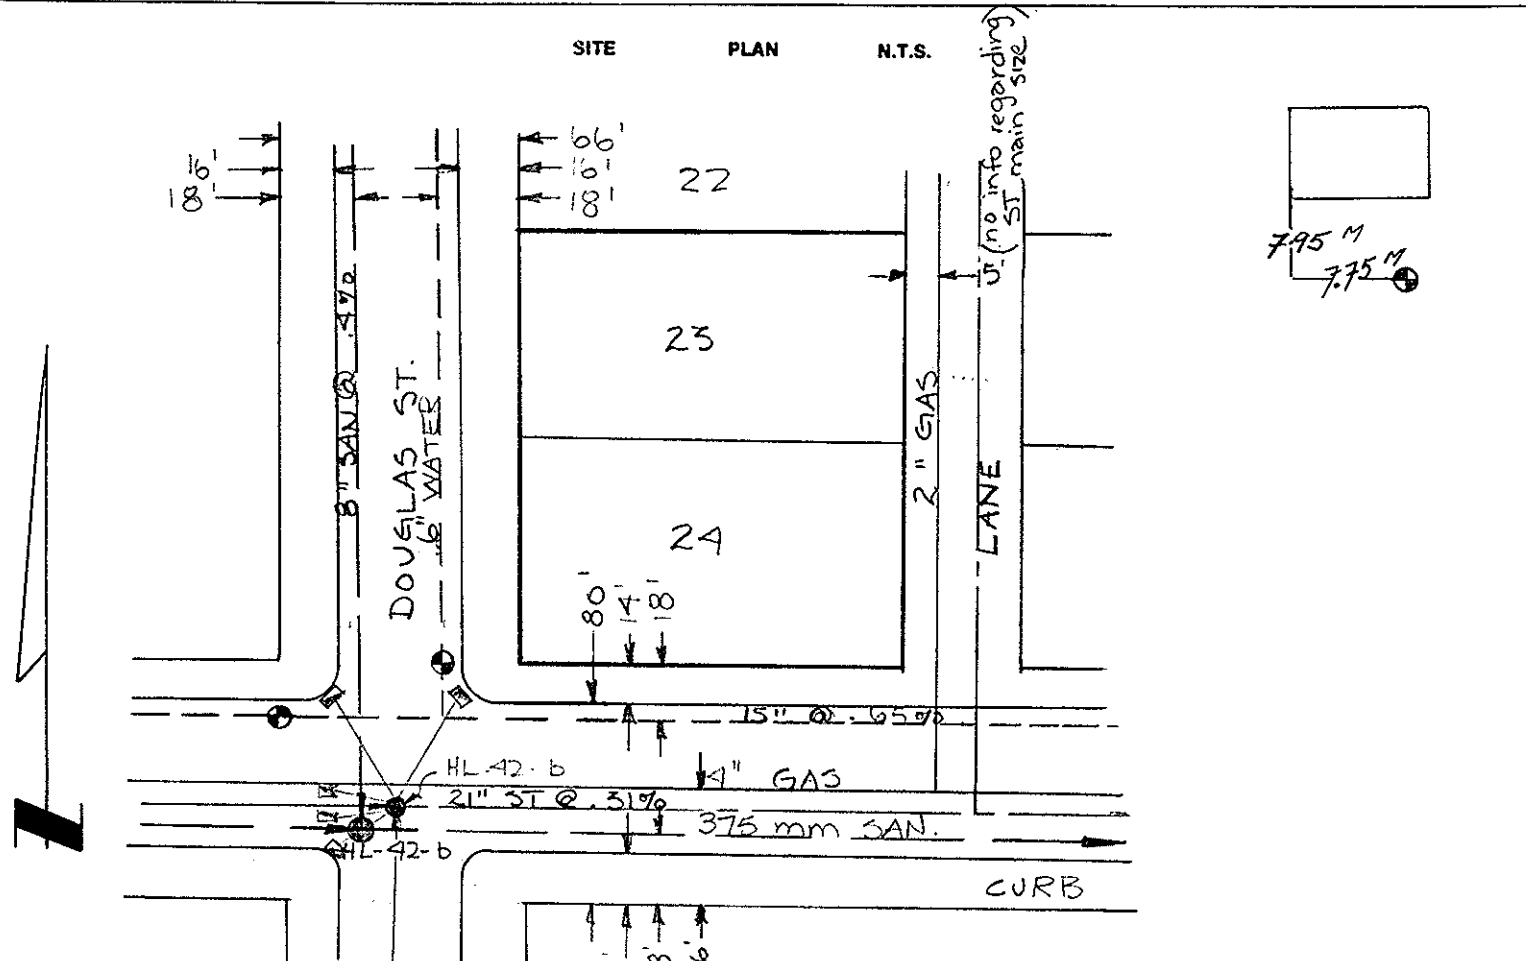 SITE PLAN N.T.S.
(no info regarding
ST main size)
66'
16'
16'
18'
18'
22
5'
7.95 M
7.75 M
8" SAN @ .4%
DOUGLAS ST.
6" WATER
23
2" GAS
LANE
24
80'
14'
18'
15" @ .65%
HL-42-b
4" GAS
21" ST @ .31%
375 mm SAN.
HL-42-b
CURB